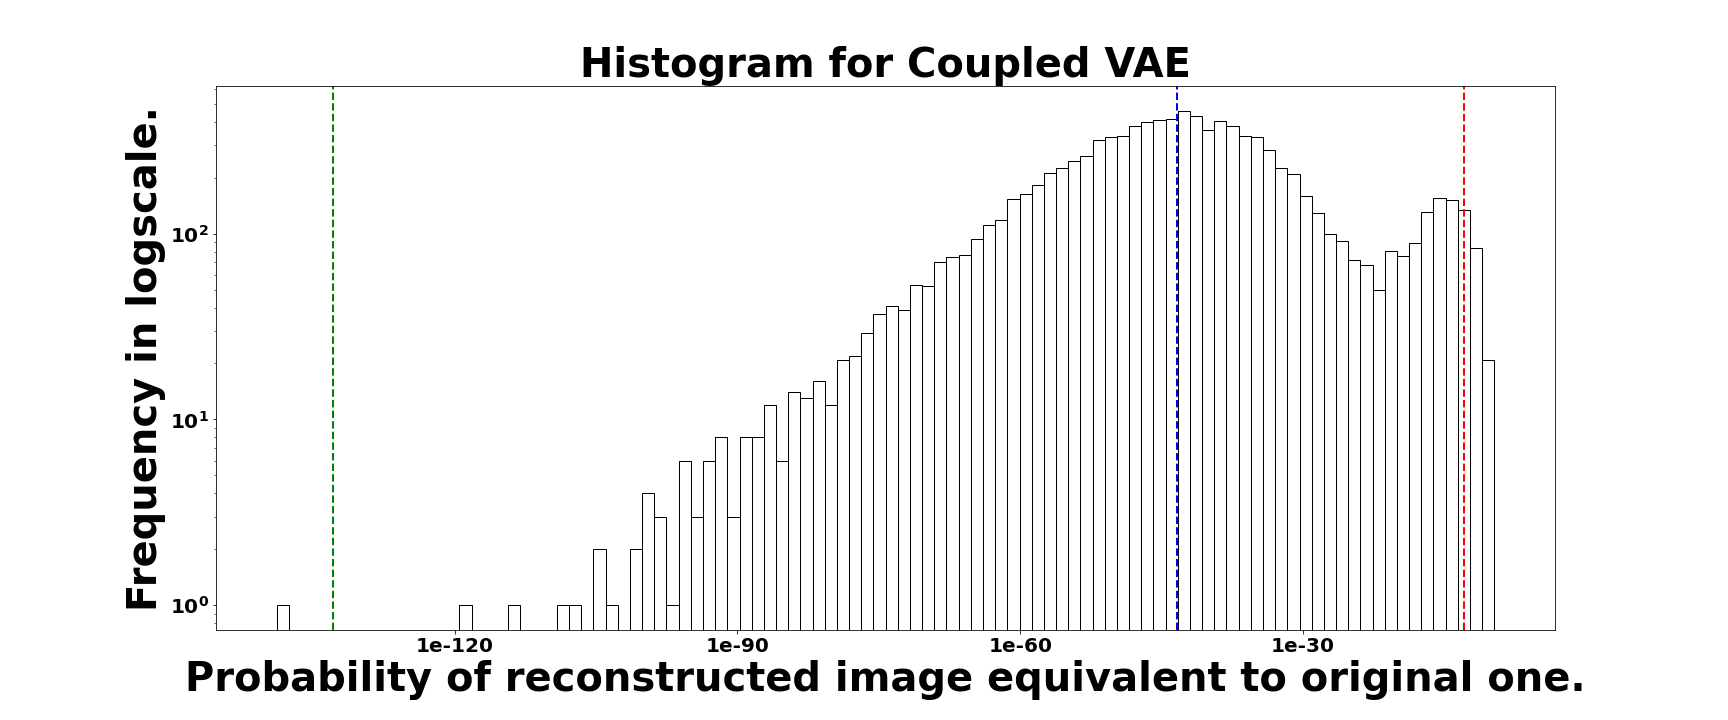 Histogram for Coupled VAE
Frequency in logscale.
10²
10¹
10⁰
1e-120 1e-90 1e-60 1e-30
Probability of reconstructed image equivalent to original one.